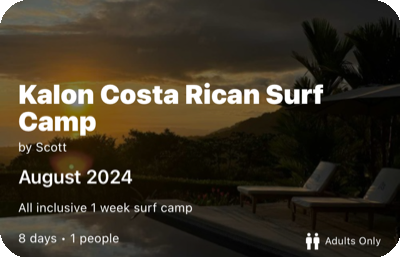 Kalon Costa Rican Surf
Camp
by Scott
August 2024
All inclusive 1 week surf camp
8 days • 1 people
Adults Only